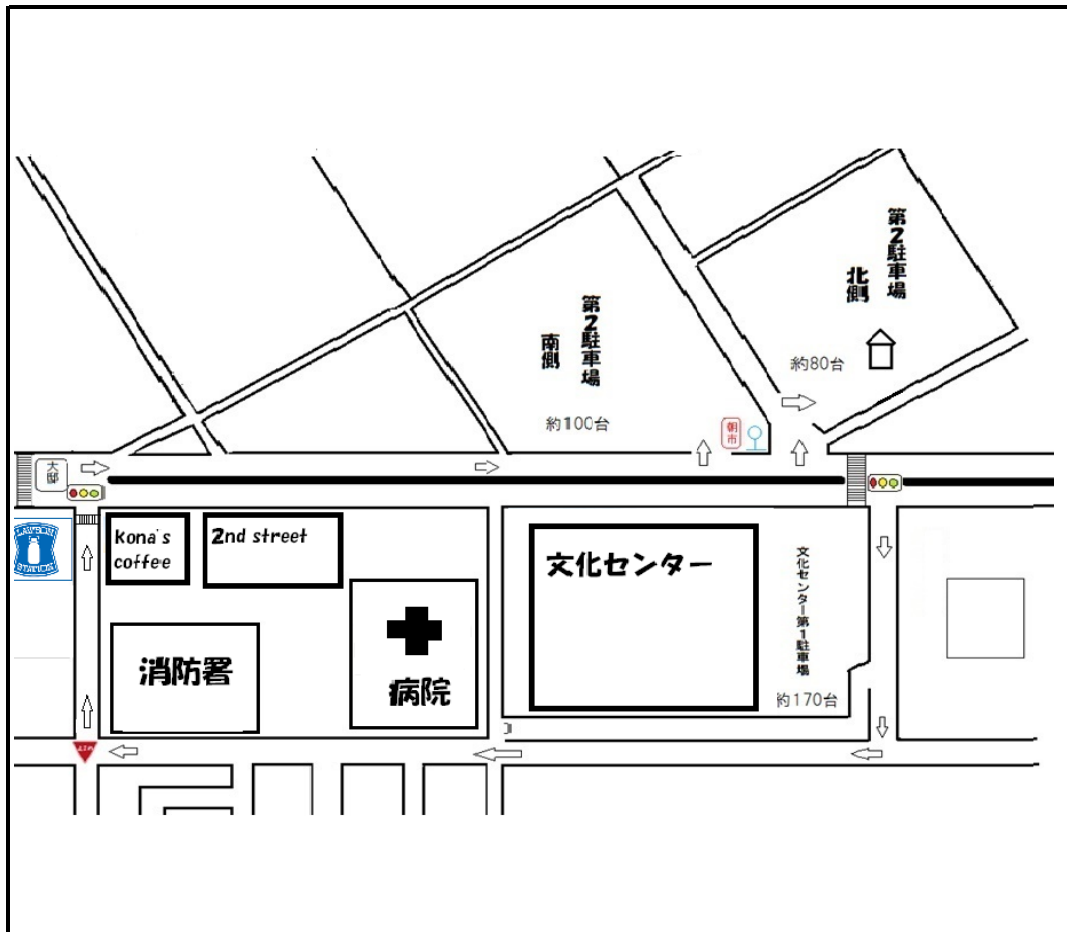 第2駐車場
北側
約80台
第2駐車場
南側
約100台
朝市
大邸
LAWSON
STATION
Kona's
coffee
2nd street
消防署
病院
文化センター
文化センター第1駐車場
約170台